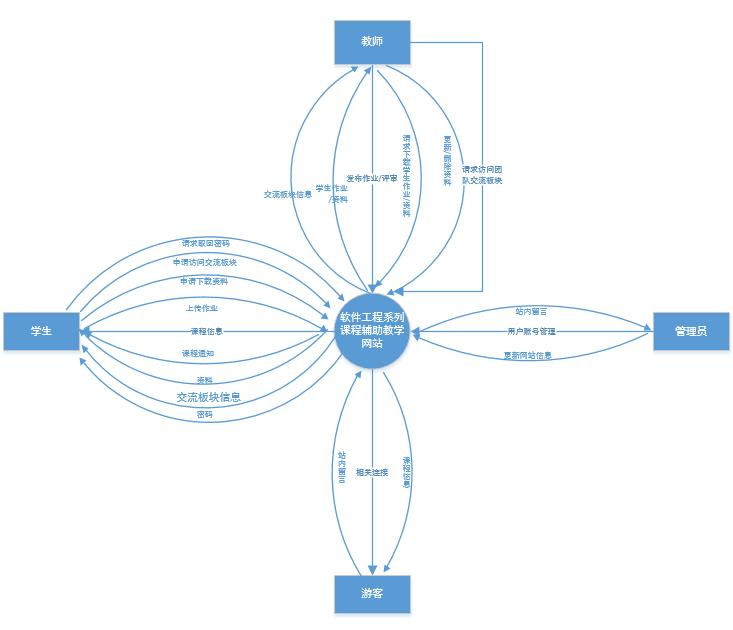 教师
更新/删除资料
请求下载学生作业/资料
请求访问团
队交流板块
发布作业/评审
学生作业
/资料
交流板块信息
请求取回密码
申请访问交流板块
申请下载资料
上传作业
学生
课程信息
课程通知
资料
交流板块信息
密码
软件工程系列
课程辅助教学
网站
站内留言
用户账号管理
更新网站信息
管理员
站内留言
相关连接
课程信息
游客